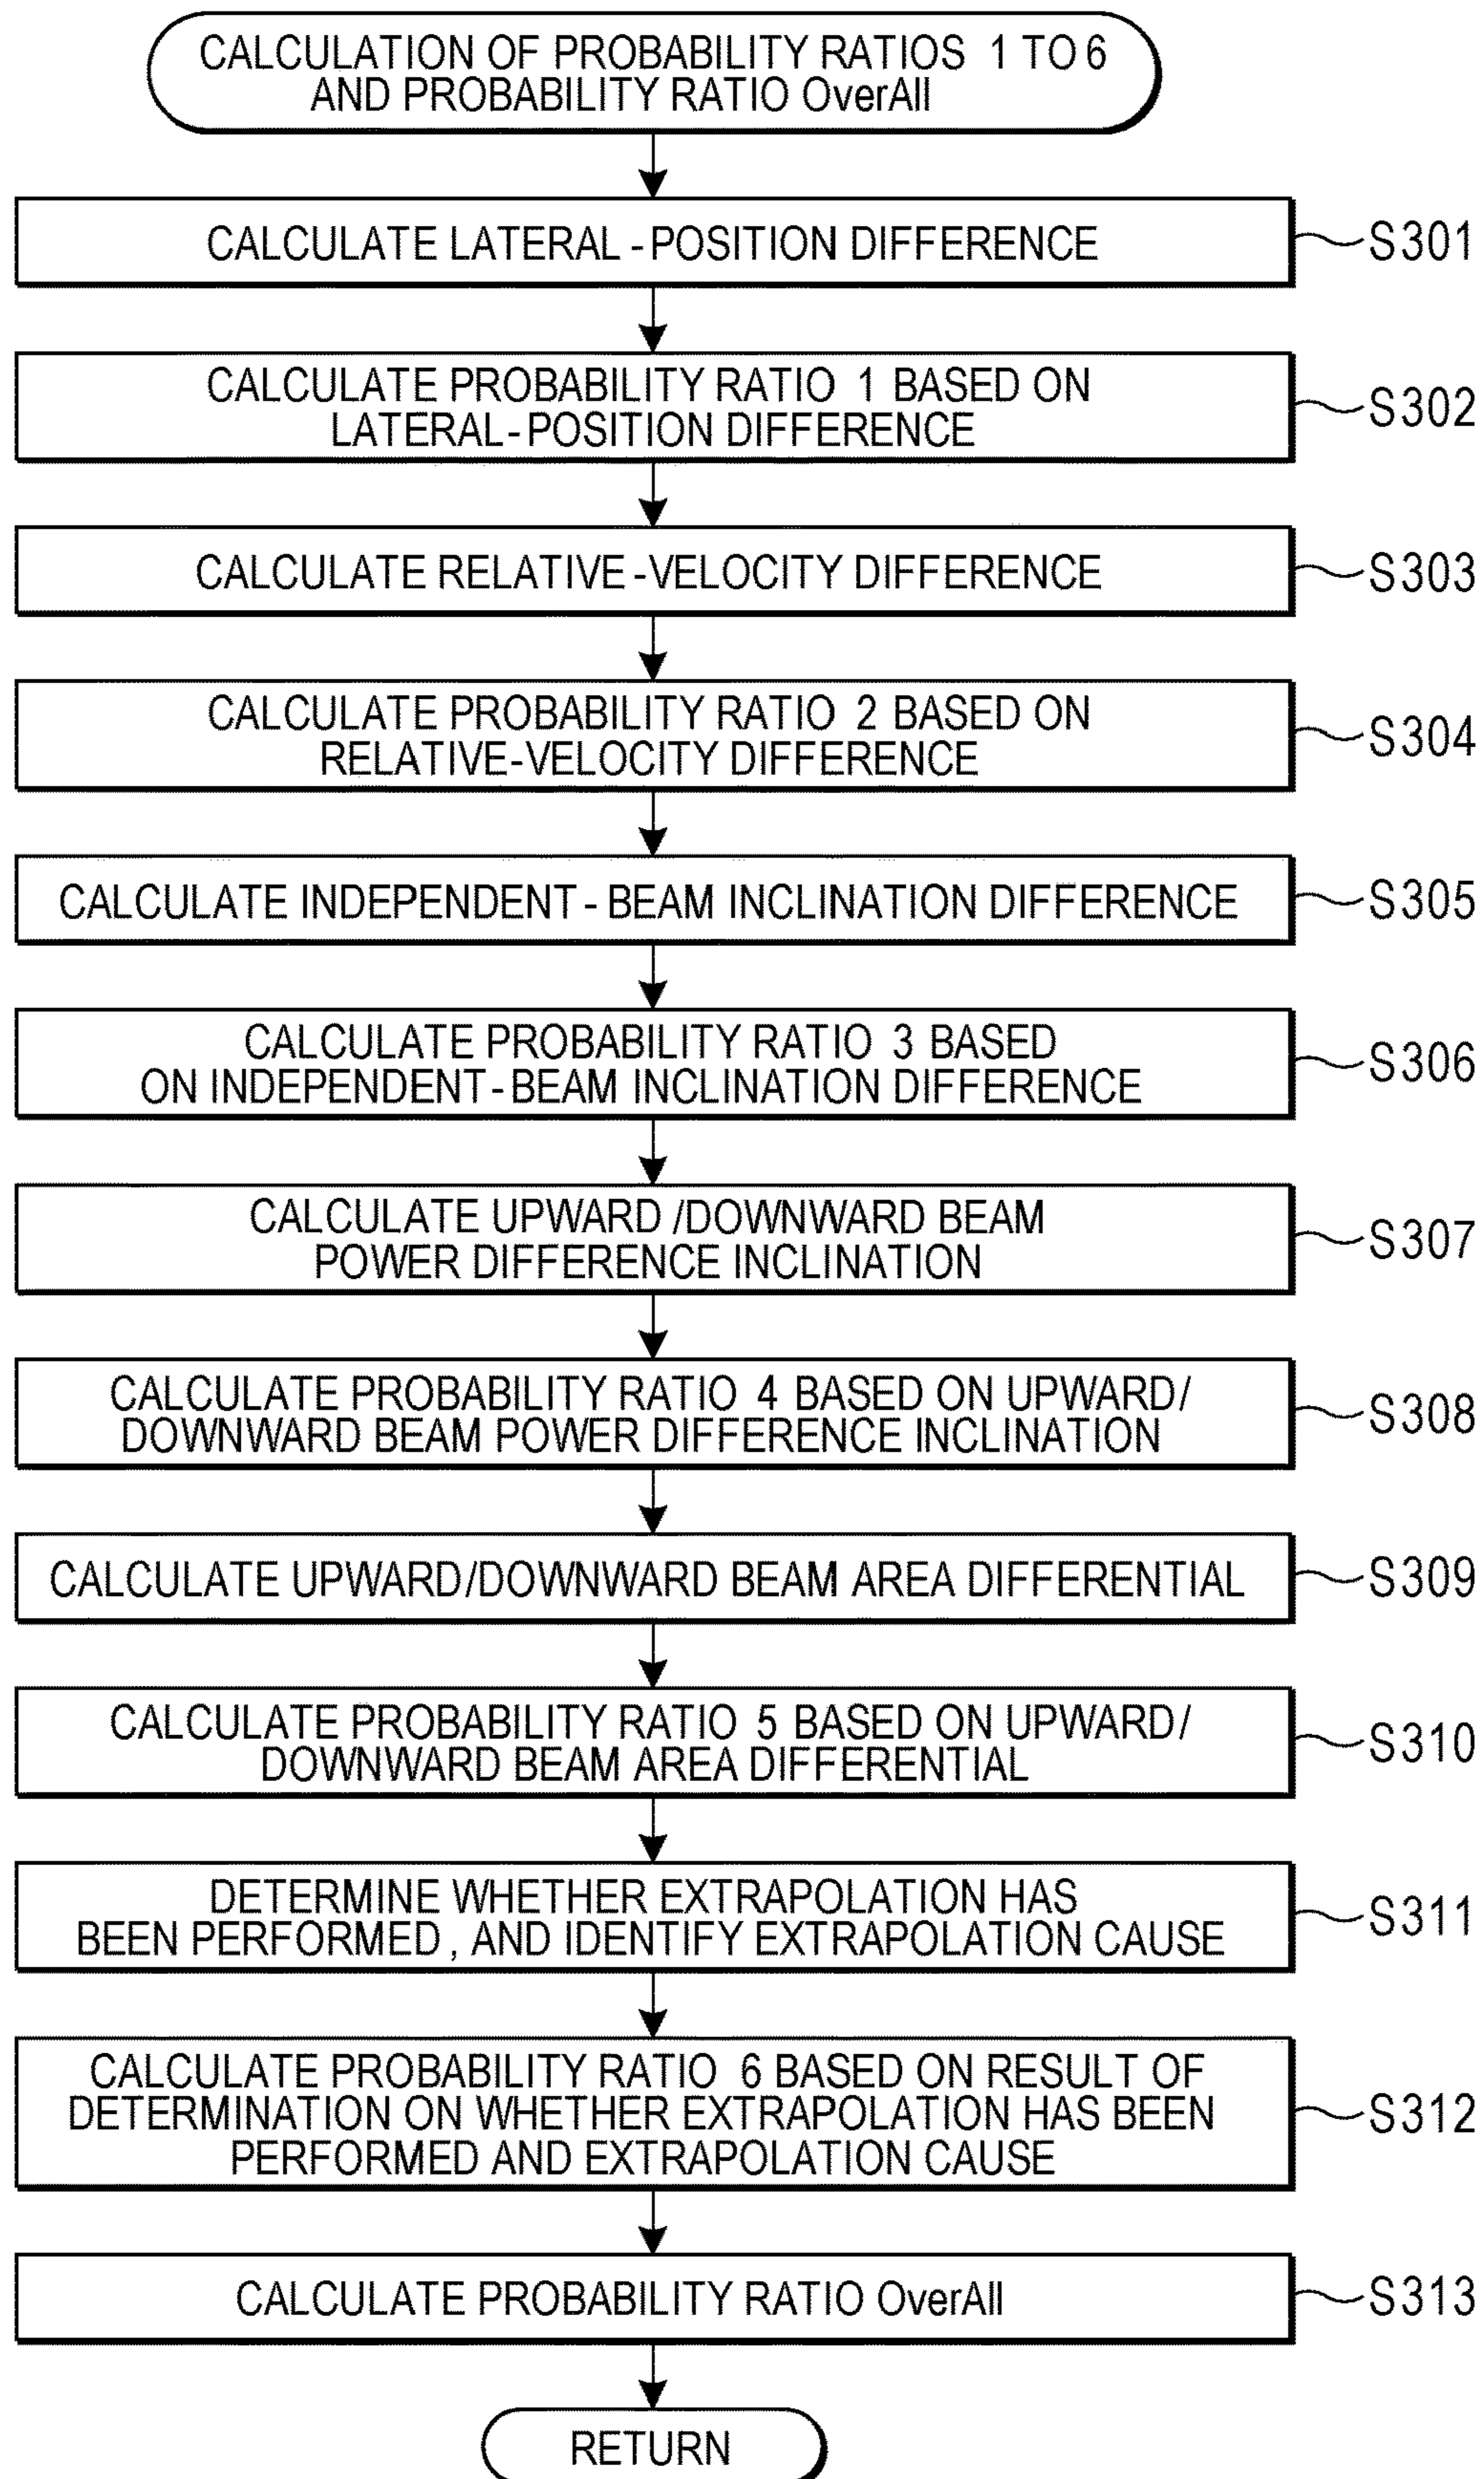 CALCULATION OF PROBABILITY RATIOS 1 TO 6
AND PROBABILITY RATIO OverAll
CALCULATE LATERAL-POSITION DIFFERENCE
S301
CALCULATE PROBABILITY RATIO 1 BASED ON
LATERAL-POSITION DIFFERENCE
S302
CALCULATE RELATIVE-VELOCITY DIFFERENCE
S303
CALCULATE PROBABILITY RATIO 2 BASED ON
RELATIVE-VELOCITY DIFFERENCE
S304
CALCULATE INDEPENDENT-BEAM INCLINATION DIFFERENCE
S305
CALCULATE PROBABILITY RATIO 3 BASED
ON INDEPENDENT-BEAM INCLINATION DIFFERENCE
S306
CALCULATE UPWARD/DOWNWARD BEAM
POWER DIFFERENCE INCLINATION
S307
CALCULATE PROBABILITY RATIO 4 BASED ON UPWARD/
DOWNWARD BEAM POWER DIFFERENCE INCLINATION
S308
CALCULATE UPWARD/DOWNWARD BEAM AREA DIFFERENTIAL
S309
CALCULATE PROBABILITY RATIO 5 BASED ON UPWARD/
DOWNWARD BEAM AREA DIFFERENTIAL
S310
DETERMINE WHETHER EXTRAPOLATION HAS
BEEN PERFORMED, AND IDENTIFY EXTRAPOLATION CAUSE
S311
CALCULATE PROBABILITY RATIO 6 BASED ON RESULT OF
DETERMINATION ON WHETHER EXTRAPOLATION HAS BEEN
PERFORMED AND EXTRAPOLATION CAUSE
S312
CALCULATE PROBABILITY RATIO OverAll
S313
RETURN